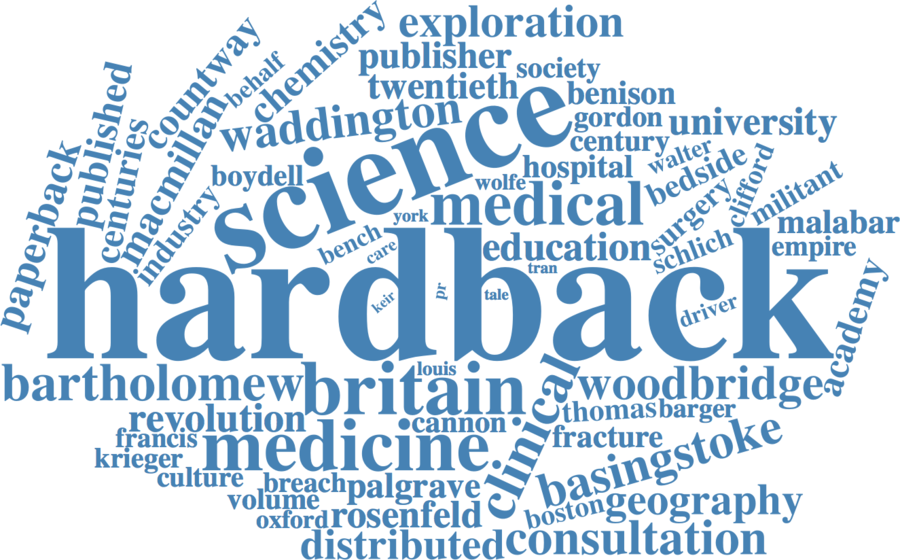 exploration
publisher
society
twentieth
benison
gordon
university
century
chemistry
behalf
countway
macmillan
published
centuries
paperback
industry
waddington
science
boydell
hospital
wolfe
walter
bedside
clifford
militant
medical
york
bench
care
education
surgery
schlich
malabar
empire
tran
hardback
keir
pr
tale
driver
academy
louis
bartholomew
britain
clinical
woodbridge
revolution
cannon
thomas
barger
francis
medicine
fracture
krieger
culture
breach
palgrave
basingstoke
volume
oxford
rosenfeld
boston
geography
distributed
consultation